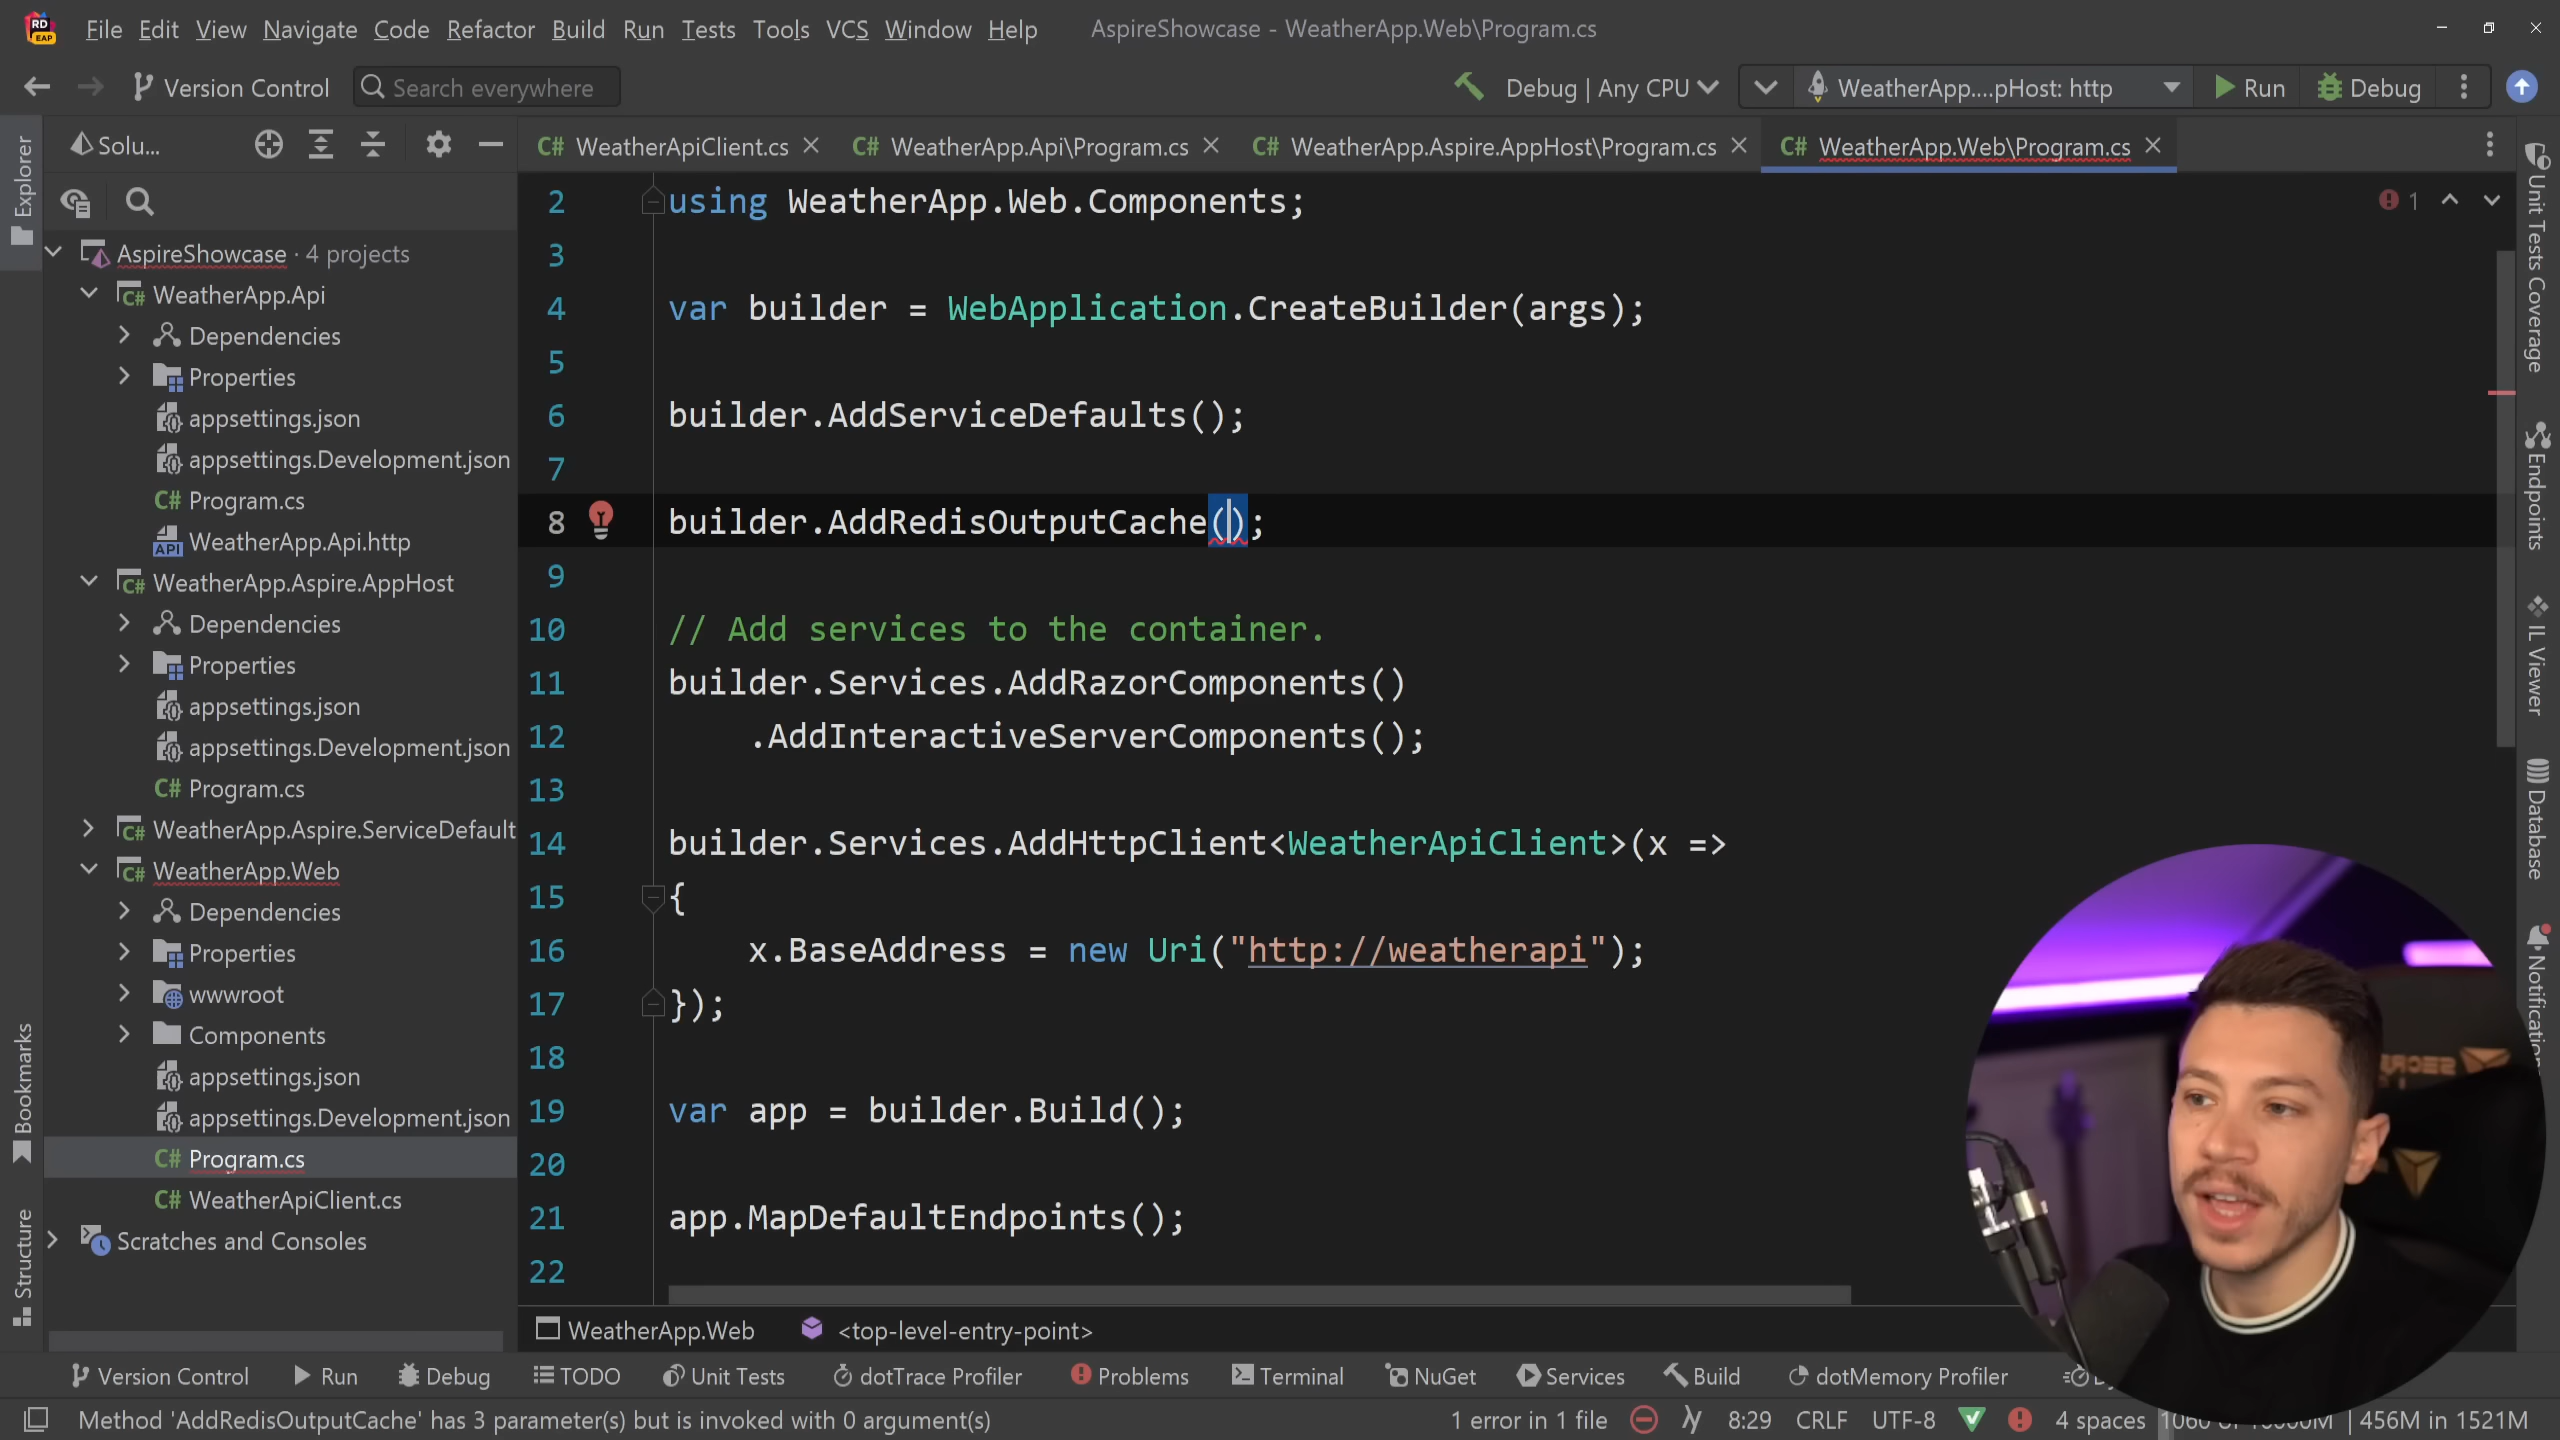 RD EAP File Edit View Navigate Code Refactor Build Run Tests Tools VCS Window Help AspireShowcase - WeatherApp.Web\Program.cs
Version Control Search everywhere Debug | Any CPU WeatherApp....pHost: http Run Debug
Solu... WeatherApiClient.cs WeatherApp.Api\Program.cs WeatherApp.Aspire.AppHost\Program.cs WeatherApp.Web\Program.cs
Explorer
Bookmarks
Structure
AspireShowcase · 4 projects
WeatherApp.Api
Dependencies
Properties
appsettings.json
appsettings.Development.json
C# Program.cs
API WeatherApp.Api.http
WeatherApp.Aspire.AppHost
Dependencies
Properties
appsettings.json
appsettings.Development.json
C# Program.cs
WeatherApp.Aspire.ServiceDefault
WeatherApp.Web
Dependencies
Properties
wwwroot
Components
appsettings.json
appsettings.Development.json
C# Program.cs
C# WeatherApiClient.cs
Scratches and Consoles
2 using WeatherApp.Web.Components;
1
3
4 var builder = WebApplication.CreateBuilder(args);
5
6 builder.AddServiceDefaults();
7
8 builder.AddRedisOutputCache();
9
10 // Add services to the container.
11 builder.Services.AddRazorComponents()
12 .AddInteractiveServerComponents();
13
14 builder.Services.AddHttpClient<WeatherApiClient>(x =>
15 {
16 x.BaseAddress = new Uri("http://weatherapi");
17 });
18
19 var app = builder.Build();
20
21 app.MapDefaultEndpoints();
22
Unit Tests Coverage
Endpoints
IL Viewer
Database
WeatherApp.Web <top-level-entry-point>
Version Control Run Debug TODO Unit Tests dotTrace Profiler Problems Terminal NuGet Services Build dotMemory Profiler
Method 'AddRedisOutputCache' has 3 parameter(s) but is invoked with 0 argument(s) 1 error in 1 file 8:29 CRLF UTF-8 4 spaces 456M in 1521M